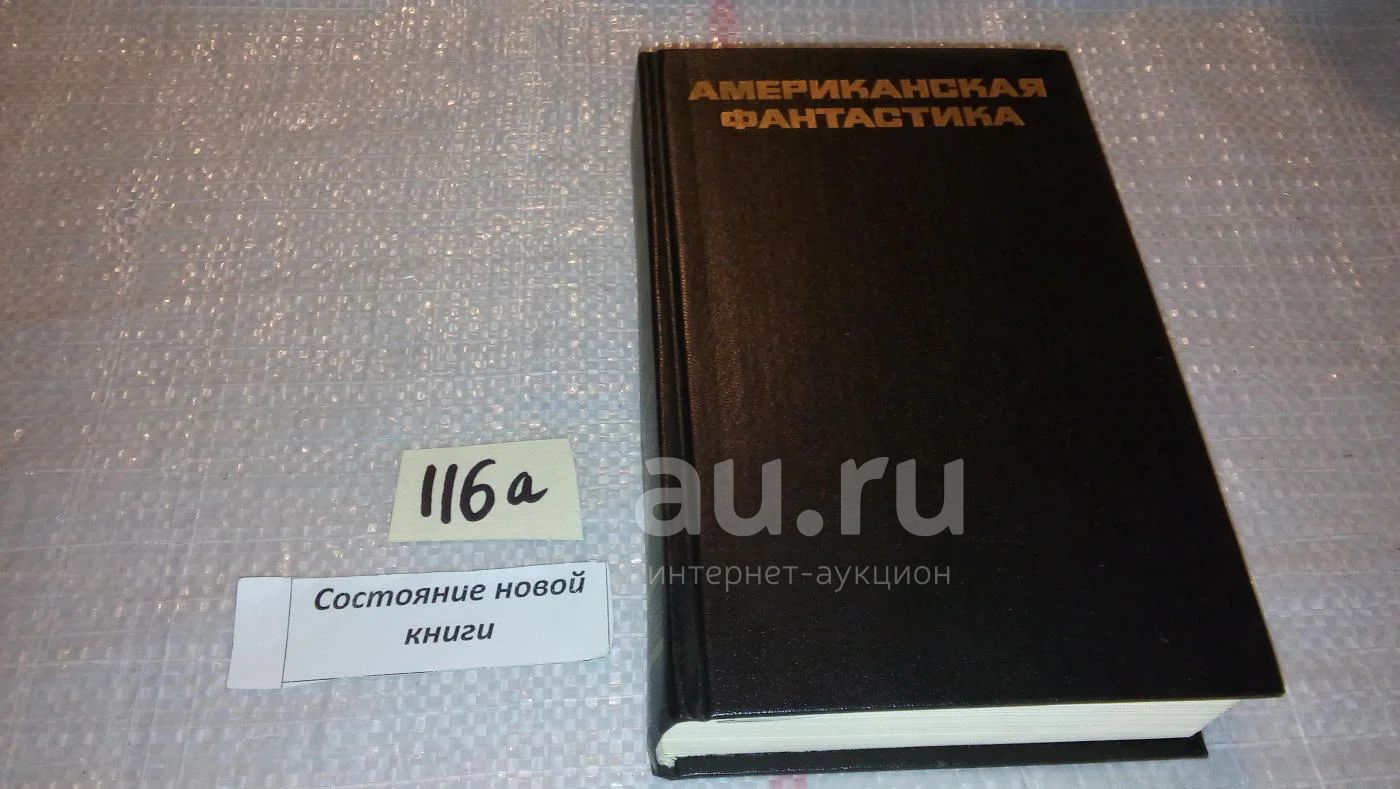 АМЕРИКАНСКАЯ
ФАНТАСТИКА
116а
au.ru
интернет-аукцион
Состояние новой
книги